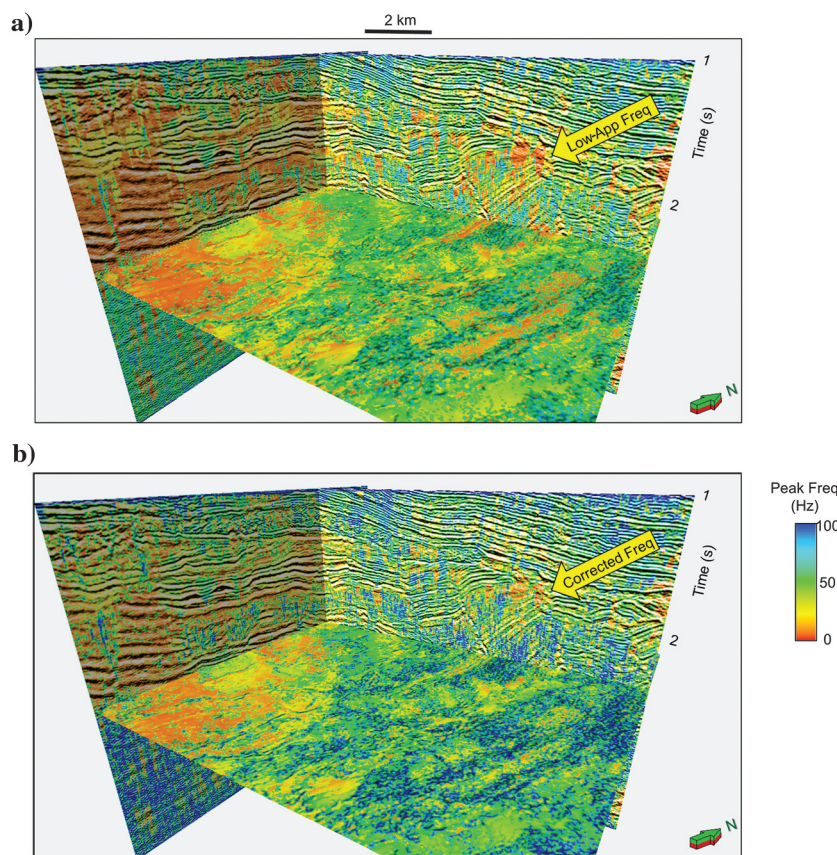 2 km
a)
1
Low-App Freq
Time (s)
2
N
b)
1
Peak Freq
(Hz)
Corrected Freq
Time (s)
100
50
2
0
N